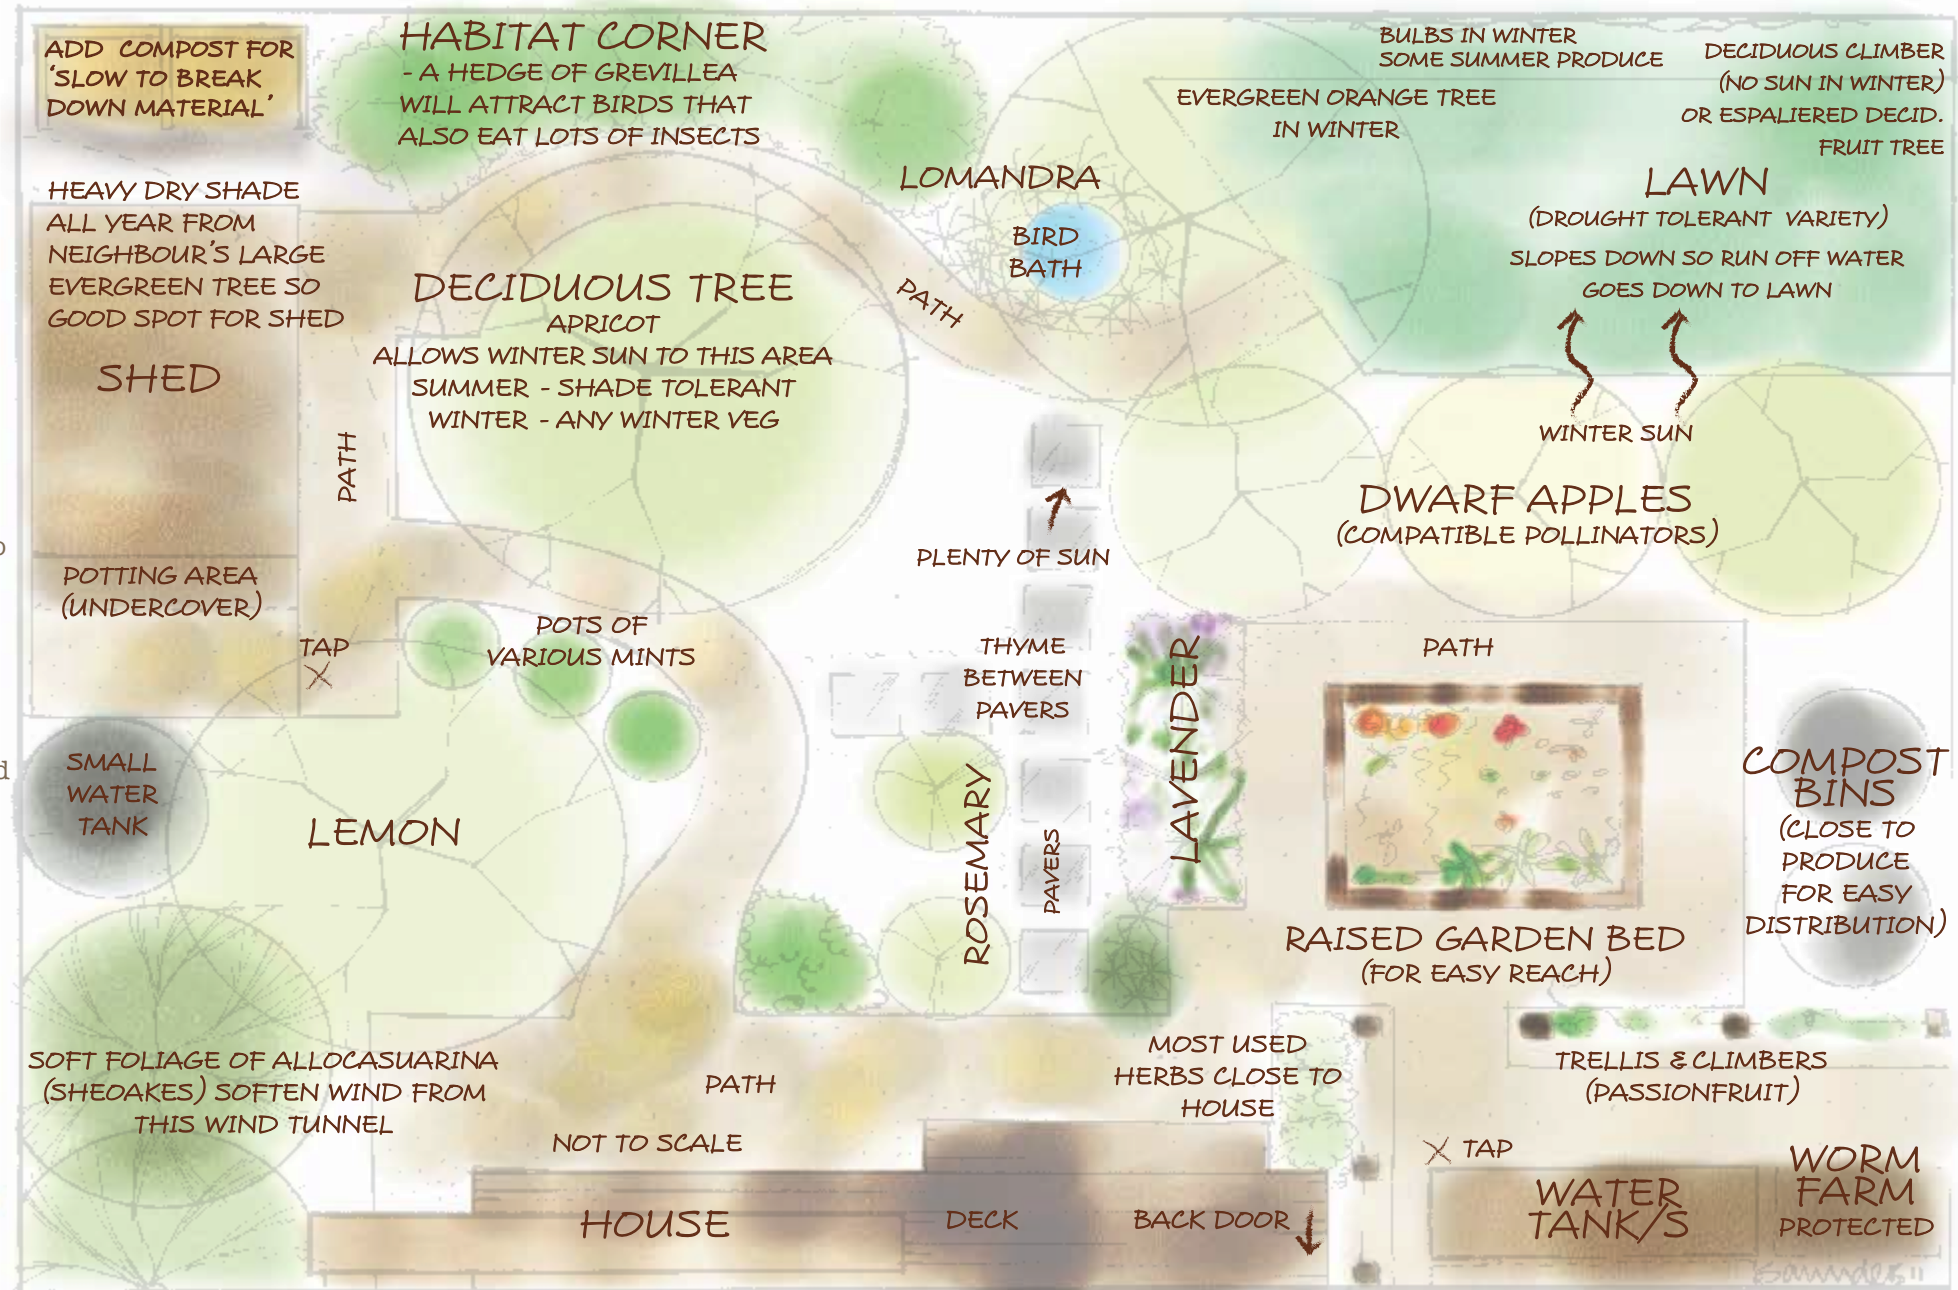 ADD COMPOST FOR
'SLOW TO BREAK
DOWN MATERIAL'
HABITAT CORNER
- A HEDGE OF GREVILLEA
WILL ATTRACT BIRDS THAT
ALSO EAT LOTS OF INSECTS
BULBS IN WINTER
SOME SUMMER PRODUCE
DECIDUOUS CLIMBER
(NO SUN IN WINTER)
OR ESPALIERED DECID.
FRUIT TREE
EVERGREEN ORANGE TREE
IN WINTER
LOMANDRA
BIRD
BATH
LAWN
(DROUGHT TOLERANT VARIETY)
SLOPES DOWN SO RUN OFF WATER
GOES DOWN TO LAWN
HEAVY DRY SHADE
ALL YEAR FROM
NEIGHBOUR'S LARGE
EVERGREEN TREE SO
GOOD SPOT FOR SHED
SHED
DECIDUOUS TREE
APRICOT
ALLOWS WINTER SUN TO THIS AREA
SUMMER - SHADE TOLERANT
WINTER - ANY WINTER VEG
PATH
PATH
WINTER SUN
DWARF APPLES
(COMPATIBLE POLLINATORS)
PLENTY OF SUN
POTTING AREA
(UNDERCOVER)
TAP
POTS OF
VARIOUS MINTS
THYME
BETWEEN
PAVERS
LAVENDER
PATH
SMALL
WATER
TANK
LEMON
ROSEMARY
PAVERS
COMPOST
BINS
(CLOSE TO
PRODUCE
FOR EASY
DISTRIBUTION)
RAISED GARDEN BED
(FOR EASY REACH)
SOFT FOLIAGE OF ALLOCASUARINA
(SHEOAKES) SOFTEN WIND FROM
THIS WIND TUNNEL
PATH
MOST USED
HERBS CLOSE TO
HOUSE
TRELLIS & CLIMBERS
(PASSIONFRUIT)
NOT TO SCALE
TAP
HOUSE
DECK
BACK DOOR
WATER
TANK/S
WORM
FARM
PROTECTED